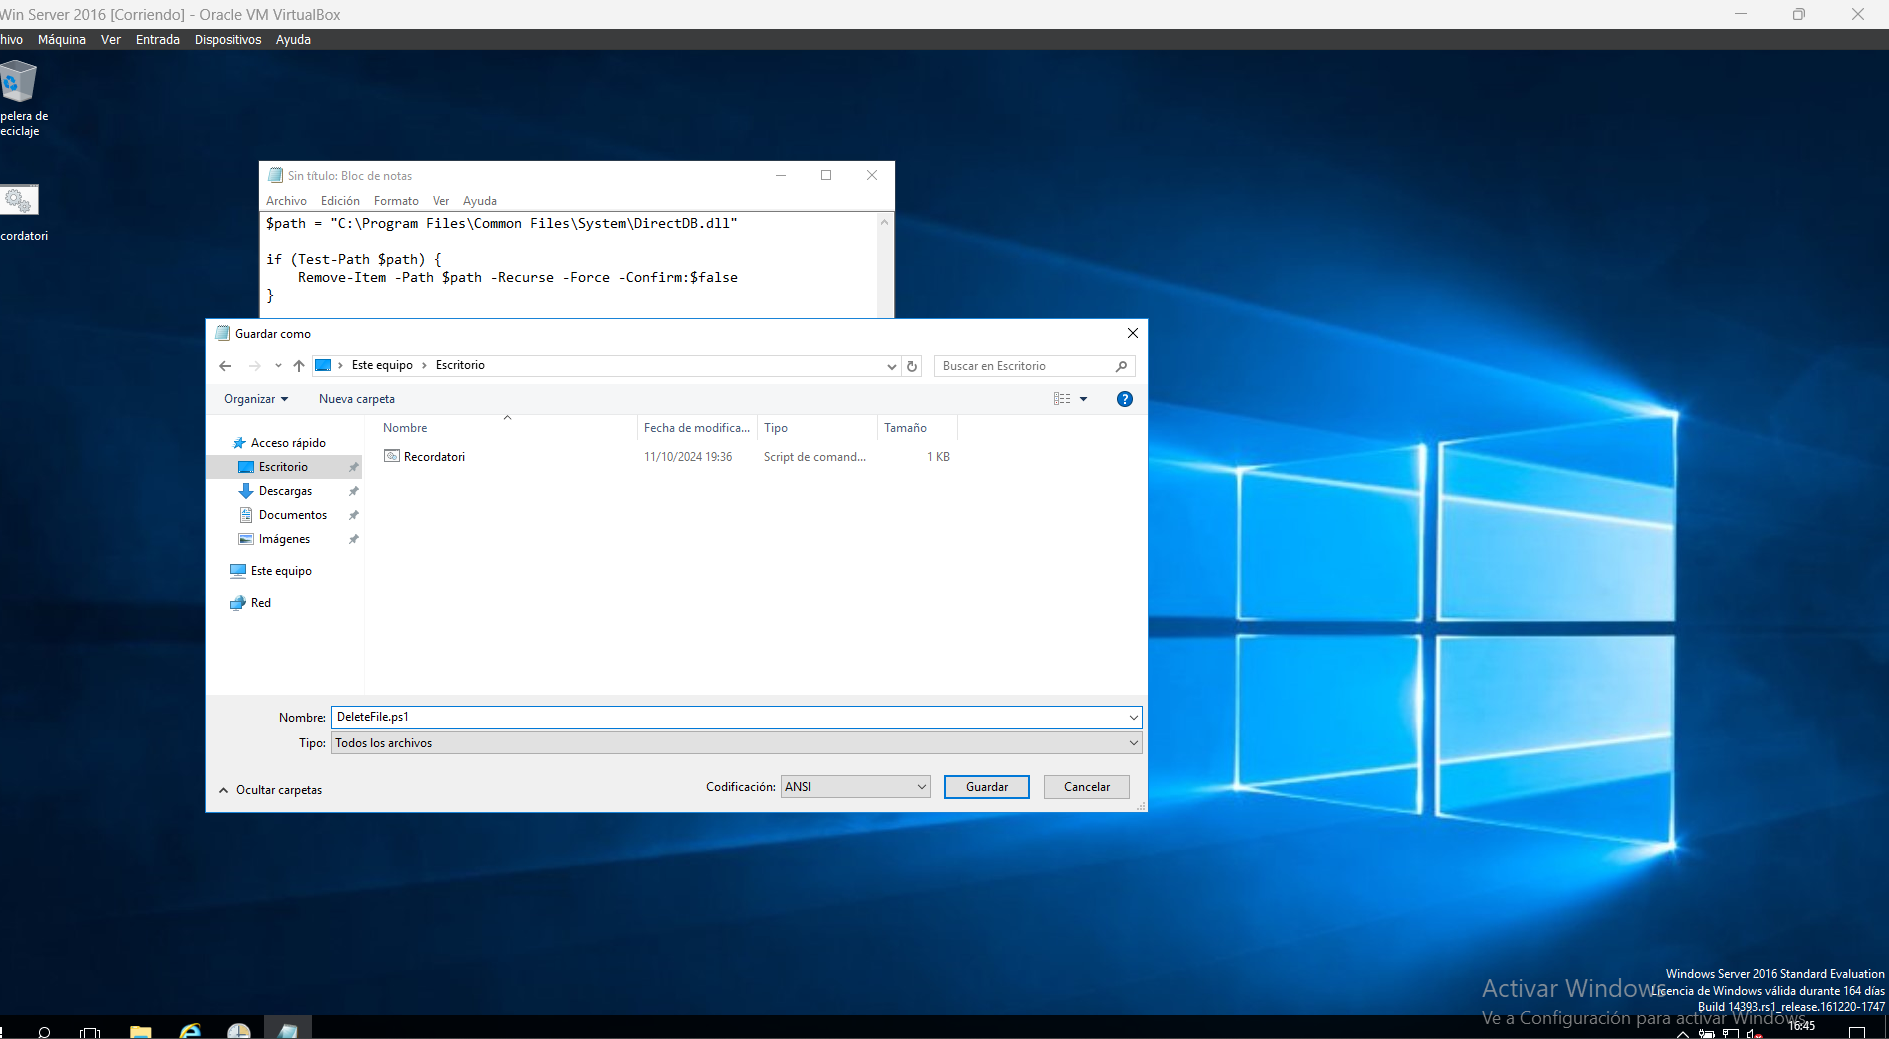 Win Server 2016 [Corriendo] - Oracle VM VirtualBox
hivo Máquina Ver Entrada Dispositivos Ayuda
pelera de
eciclaje
cordatori
Sin título: Bloc de notas
Archivo Edición Formato Ver Ayuda
$path = "C:\Program Files\Common Files\System\DirectDB.dll"
if (Test-Path $path) {
Remove-Item -Path $path -Recurse -Force -Confirm:$false
}
Guardar como
Este equipo Escritorio
Buscar en Escritorio
Organizar Nueva carpeta
?
Nombre Fecha de modifica... Tipo Tamaño
Recordatori 11/10/2024 19:36 Script de comand... 1 KB
Acceso rápido
Escritorio
Descargas
Documentos
Imágenes
Este equipo
Red
Nombre: DeleteFile.ps1
Tipo: Todos los archivos
Ocultar carpetas
Codificación: ANSI Guardar Cancelar
Activar Windows
Ve a Configuración para activar Windows.
Windows Server 2016 Standard Evaluation
Licencia de Windows válida durante 164 días
Build 14393.rs1_release.161220-1747
16:45